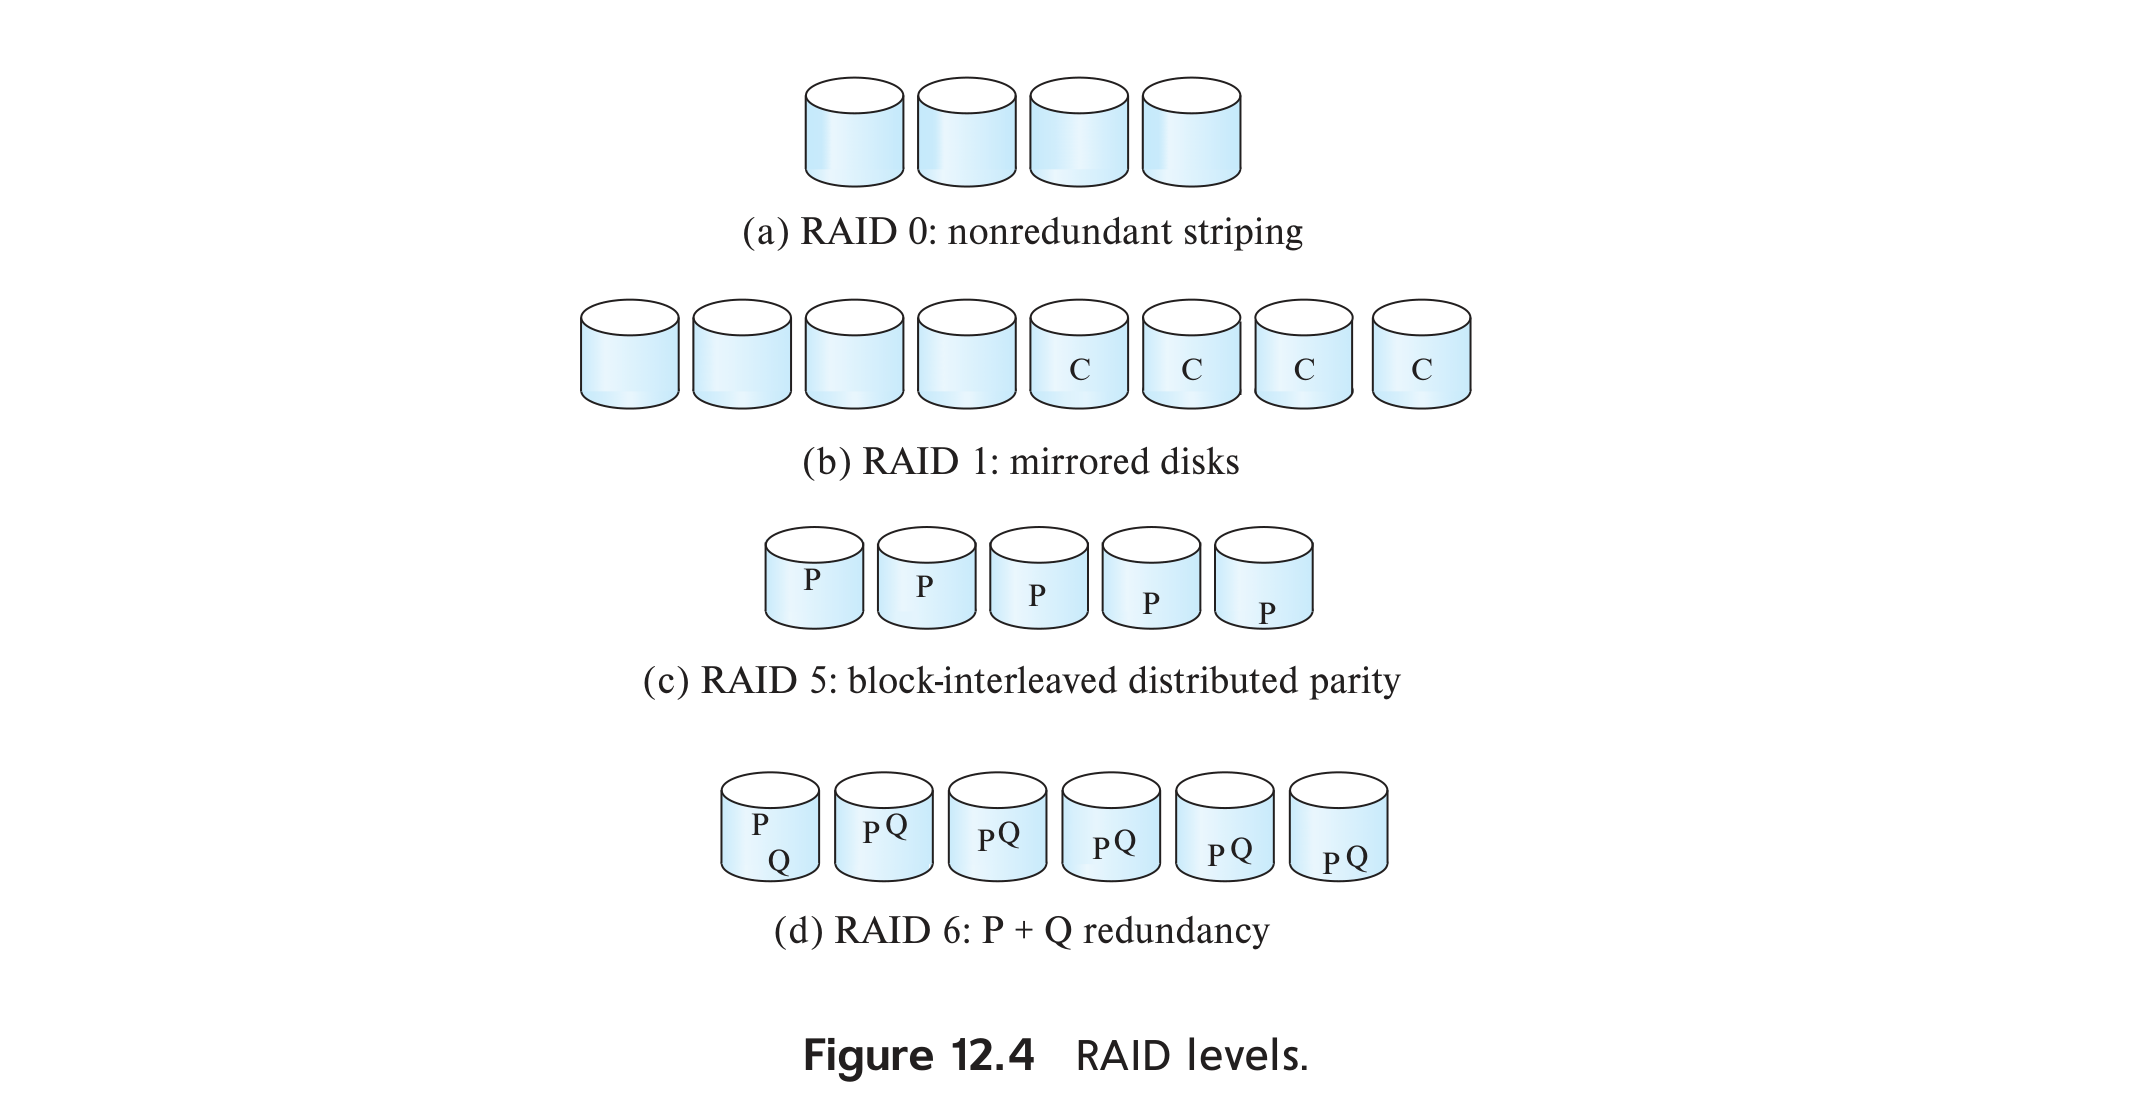 (a) RAID 0: nonredundant striping
C C C C
(b) RAID 1: mirrored disks
P P P P P
(c) RAID 5: block-interleaved distributed parity
P Q P Q P Q P Q P Q P Q
(d) RAID 6: P + Q redundancy
Figure 12.4 RAID levels.